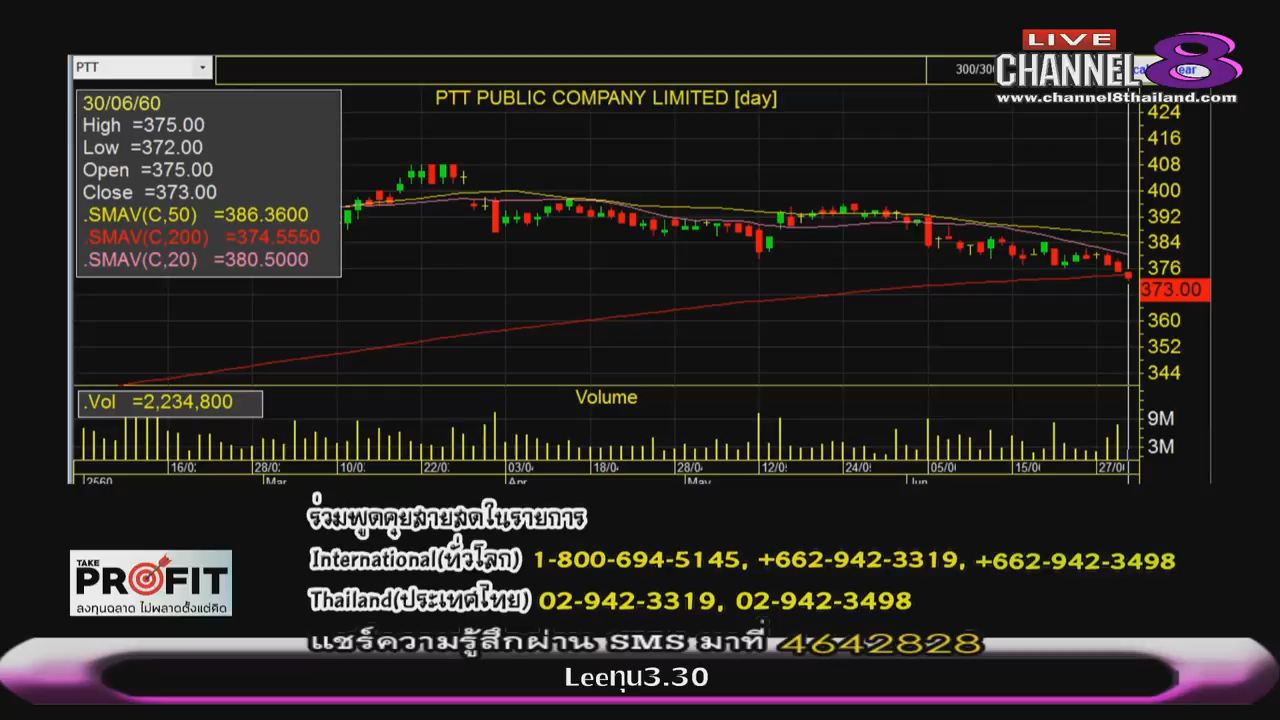 LIVE
CHANNEL 8
www.channel8thailand.com
PTT
300/300
PTT PUBLIC COMPANY LIMITED [day]
30/06/60
High =375.00
Low =372.00
Open =375.00
Close =373.00
.SMAV(C,50) =386.3600
.SMAV(C,200) =374.5550
.SMAV(C,20) =380.5000
424
416
408
400
392
384
376
373.00
360
352
344
.Vol =2,234,800
Volume
9M
3M
16/0 28/0 10/0 22/0 03/0 18/0 28/0 12/0 24/0 05/0 15/0 27/0
2560 Mar Apr May Jun
ร่วมพูดคุยสายสดในรายการ
International(ทั่วโลก) 1-800-694-5145, +662-942-3319, +662-942-3498
TAKE
PROFIT
ลงทุนฉลาด ไม่พลาดตั้งแต่คิด
Thailand(ประเทศไทย) 02-942-3319, 02-942-3498
แชร์ความรู้สึกผ่าน SMS มาที่ 4642828
Leeทุน3.30